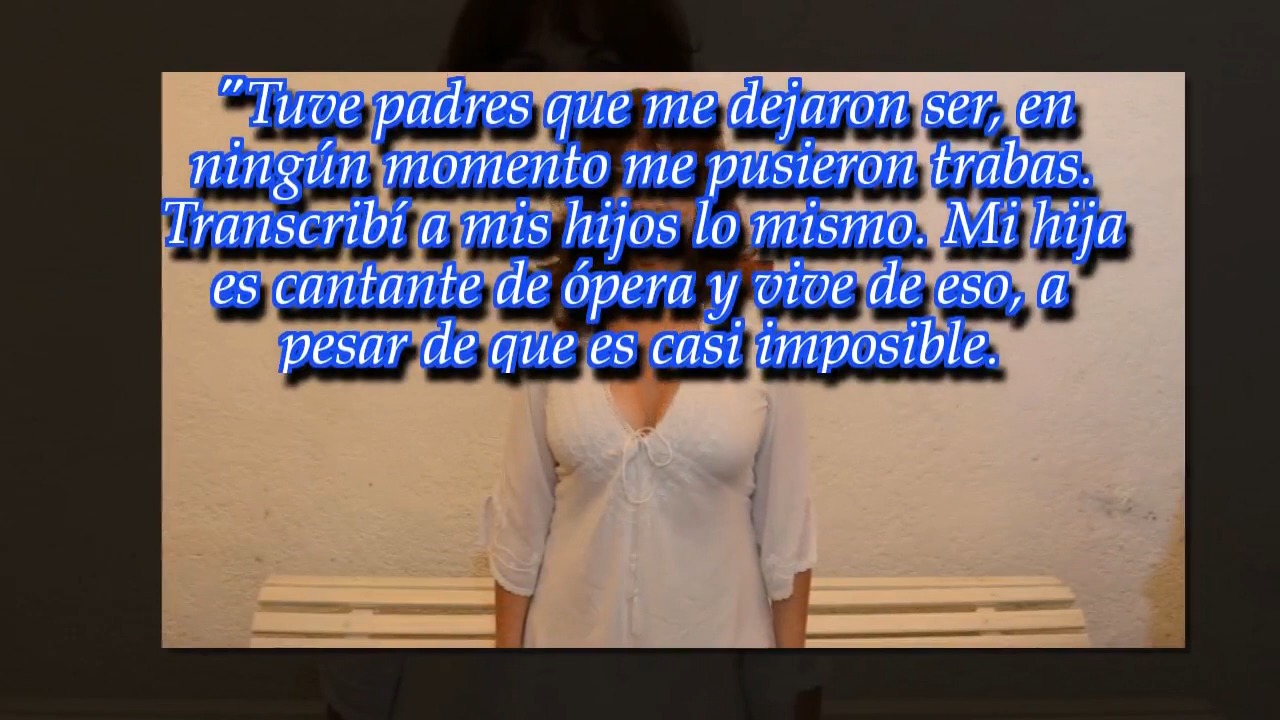 "Tuve padres que me dejaron ser, en
ningún momento me pusieron trabas.
Transcribí a mis hijos lo mismo. Mi hija
es cantante de ópera y vive de eso, a
pesar de que es casi imposible.